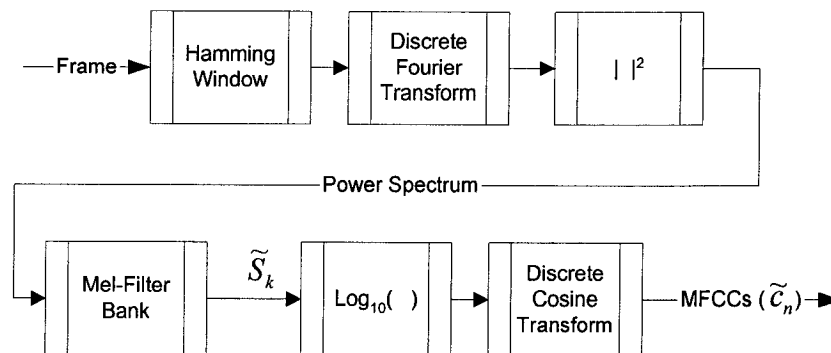 Frame
Hamming
Window
Discrete
Fourier
Transform
| |²
Power Spectrum
Mel-Filter
Bank
S̃ₖ
Log₁₀( )
Discrete
Cosine
Transform
MFCCs (c̃ₙ)